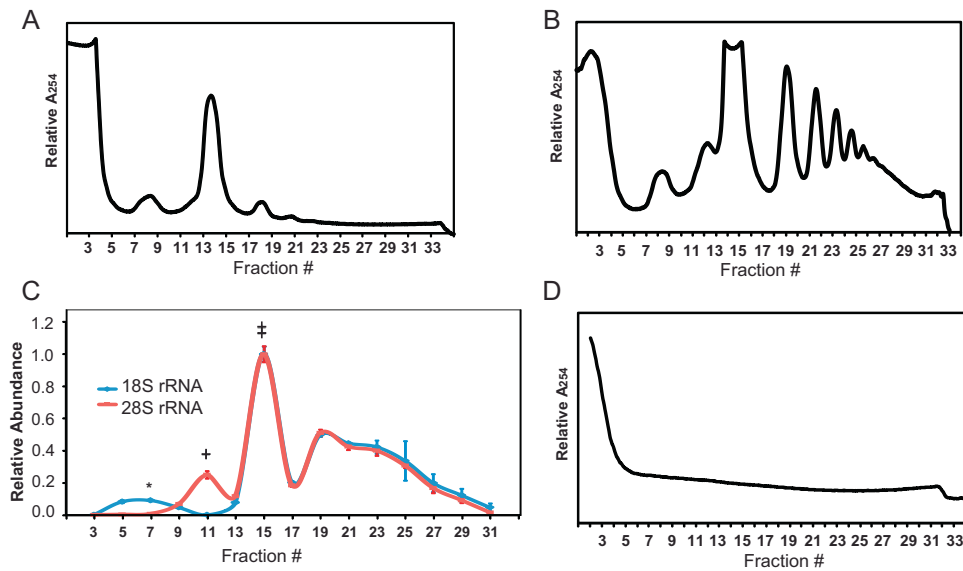 A
Relative A254
3 5 7 9 11 13 15 17 19 21 23 25 27 29 31 33
Fraction #
B
Relative A254
3 5 7 9 11 13 15 17 19 21 23 25 27 29 31 33
Fraction #
C
Relative Abundance
1.2
1.0
0.8
0.6
0.4
0.2
0.0
‡
+
*
18S rRNA
28S rRNA
3 5 7 9 11 13 15 17 19 21 23 25 27 29 31
Fraction #
D
Relative A254
3 5 7 9 11 13 15 17 19 21 23 25 27 29 31 33
Fraction #